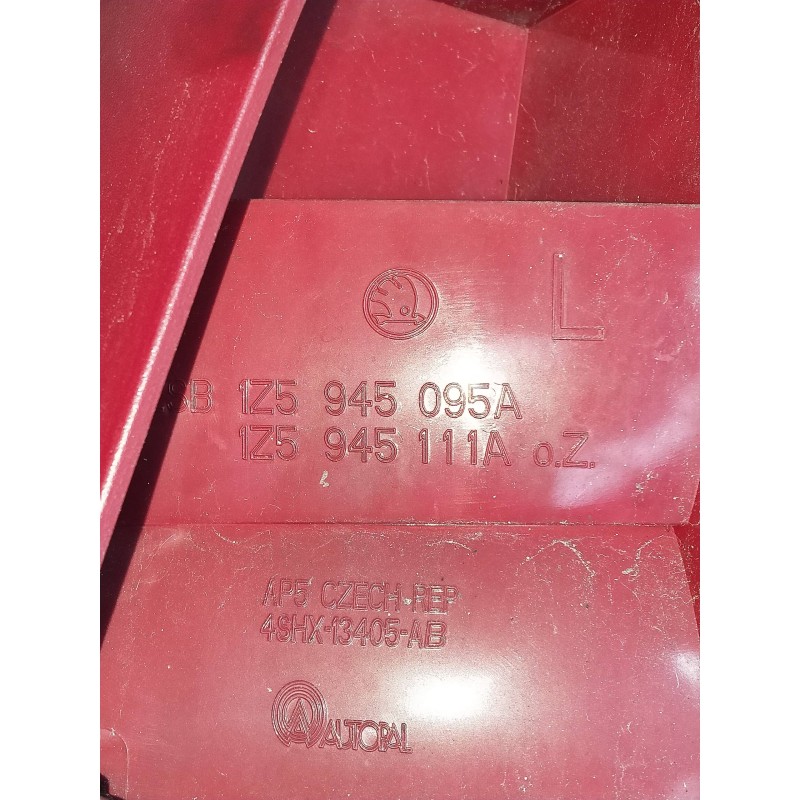 L
SB 1Z5 945 095A
1Z5 945 111A o.Z.
AP5 CZECH-REP
4SHX-13405-AB
AUTOPAL